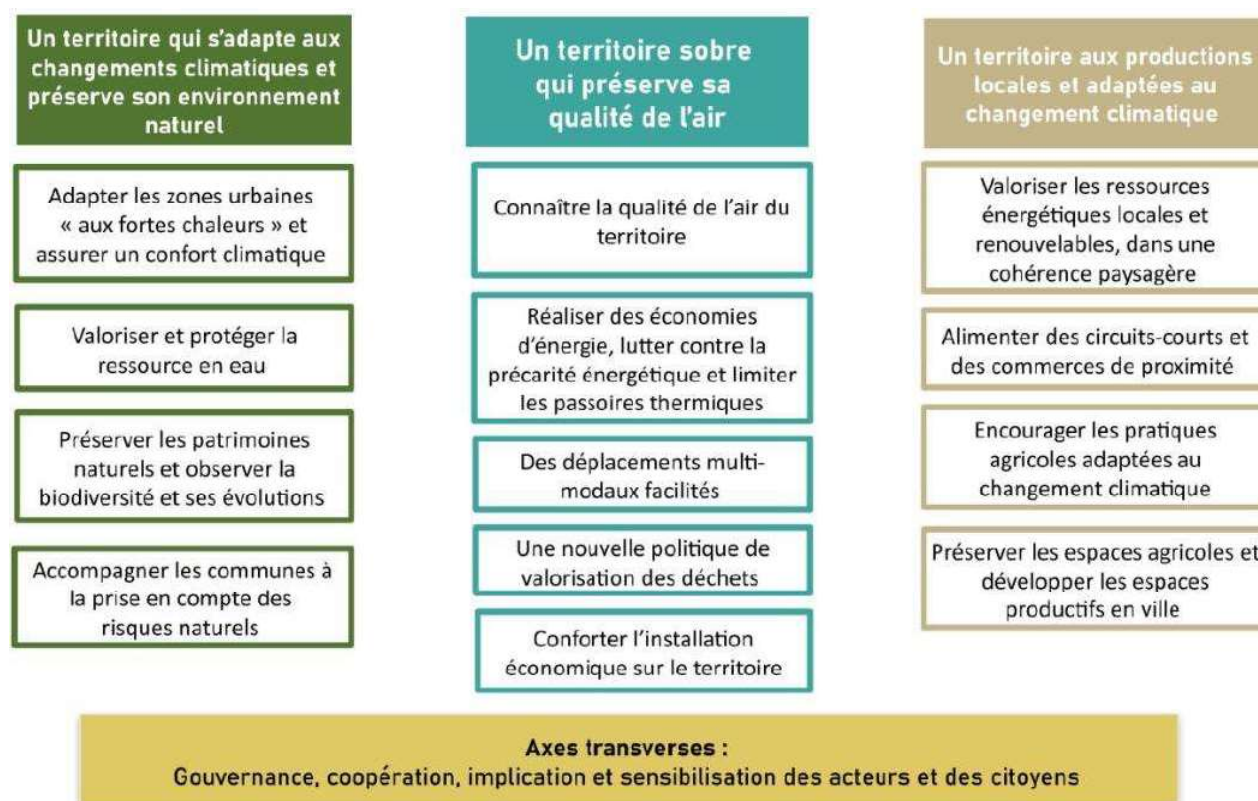 Un territoire qui s'adapte aux
changements climatiques et
préserve son environnement
naturel
Adapter les zones urbaines
« aux fortes chaleurs » et
assurer un confort climatique
Valoriser et protéger la
ressource en eau
Préserver les patrimoines
naturels et observer la
biodiversité et ses évolutions
Accompagner les communes à
la prise en compte des
risques naturels
Un territoire sobre
qui préserve sa
qualité de l'air
Connaître la qualité de l'air du
territoire
Réaliser des économies
d'énergie, lutter contre la
précarité énergétique et limiter
les passoires thermiques
Des déplacements multi-
modaux facilités
Une nouvelle politique de
valorisation des déchets
Conforter l'installation
économique sur le territoire
Un territoire aux productions
locales et adaptées au
changement climatique
Valoriser les ressources
énergétiques locales et
renouvelables, dans une
cohérence paysagère
Alimenter des circuits-courts et
des commerces de proximité
Encourager les pratiques
agricoles adaptées au
changement climatique
Préserver les espaces agricoles et
développer les espaces
productifs en ville
Axes transverses :
Gouvernance, coopération, implication et sensibilisation des acteurs et des citoyens